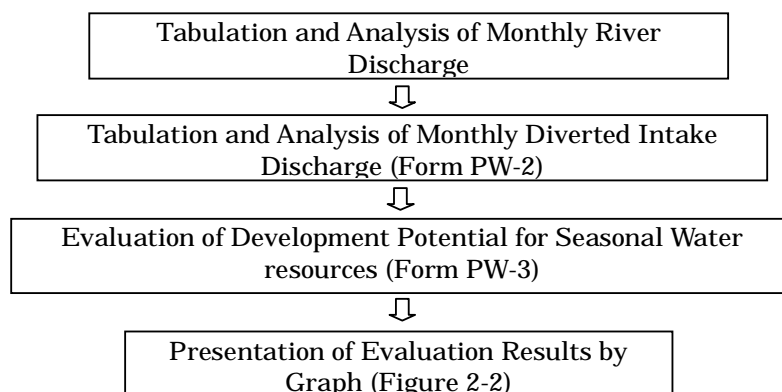 Tabulation and Analysis of Monthly River
Discharge
Tabulation and Analysis of Monthly Diverted Intake
Discharge (Form PW-2)
Evaluation of Development Potential for Seasonal Water
resources (Form PW-3)
Presentation of Evaluation Results by
Graph (Figure 2-2)